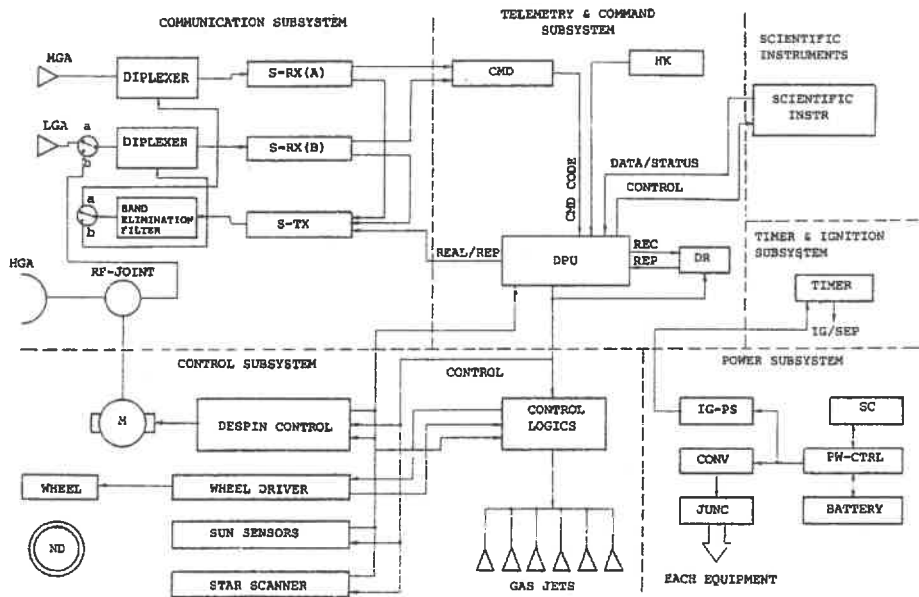 COMMUNICATION SUBSYSTEM
TELEMETRY & COMMAND
SUBSYSTEM
SCIENTIFIC
INSTRUMENTS
MGA
DIPLEXER
S-RX(A)
CMD
HK
SCIENTIFIC
INSTR
LGA
a
b
DIPLEXER
S-RX(B)
DATA/STATUS
CONTROL
CMD CODE
a
b
BAND
ELIMINATION
FILTER
S-TX
REAL/REP
DPU
REC
REP
DR
TIMER & IGNITION
SUBSYSTEM
HGA
RF-JOINT
TIMER
IG/SEP
CONTROL SUBSYSTEM
CONTROL
POWER SUBSYSTEM
M
DESPIN CONTROL
CONTROL
LOGICS
IG-PS
SC
CONV
PW-CTRL
WHEEL
WHEEL DRIVER
JUNC
BATTERY
SUN SENSORS
ND
STAR SCANNER
GAS JETS
EACH EQUIPMENT